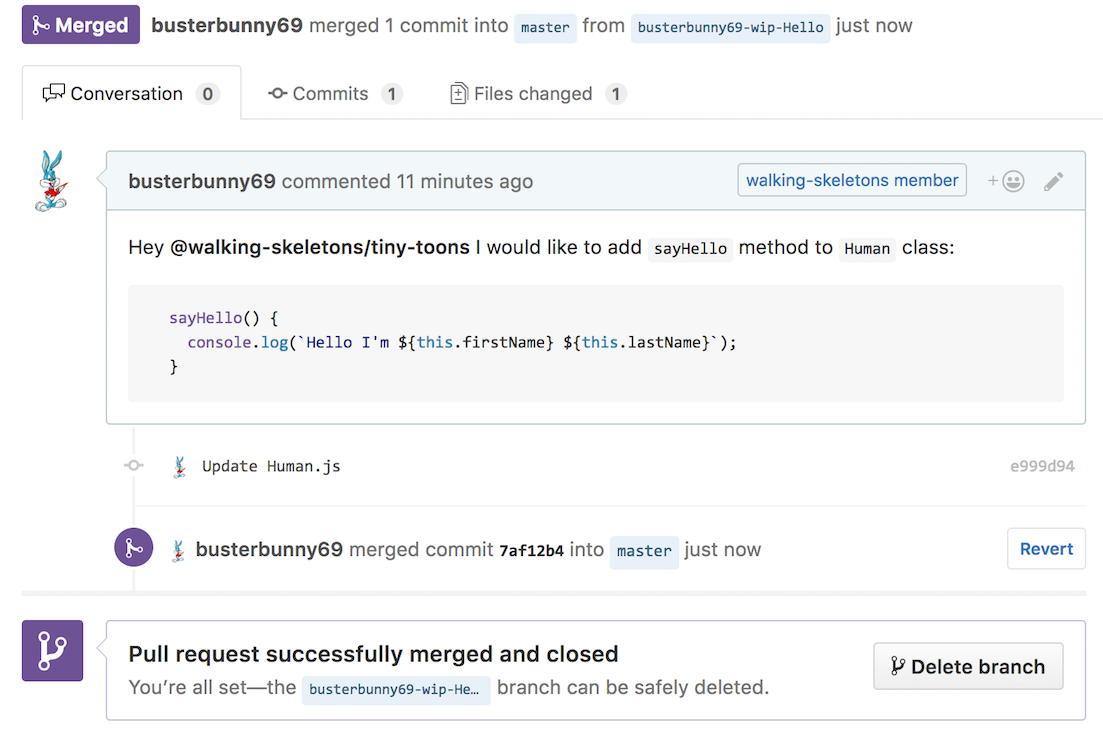 Merged busterbunny69 merged 1 commit into master from busterbunny69-wip-Hello just now
Conversation 0 Commits 1 Files changed 1
busterbunny69 commented 11 minutes ago walking-skeletons member +
Hey @walking-skeletons/tiny-toons I would like to add sayHello method to Human class:
sayHello() {
console.log(`Hello I'm ${this.firstName} ${this.lastName}`);
}
Update Human.js e999d94
busterbunny69 merged commit 7af12b4 into master just now Revert
Pull request successfully merged and closed
You’re all set—the busterbunny69-wip-He… branch can be safely deleted.
Delete branch